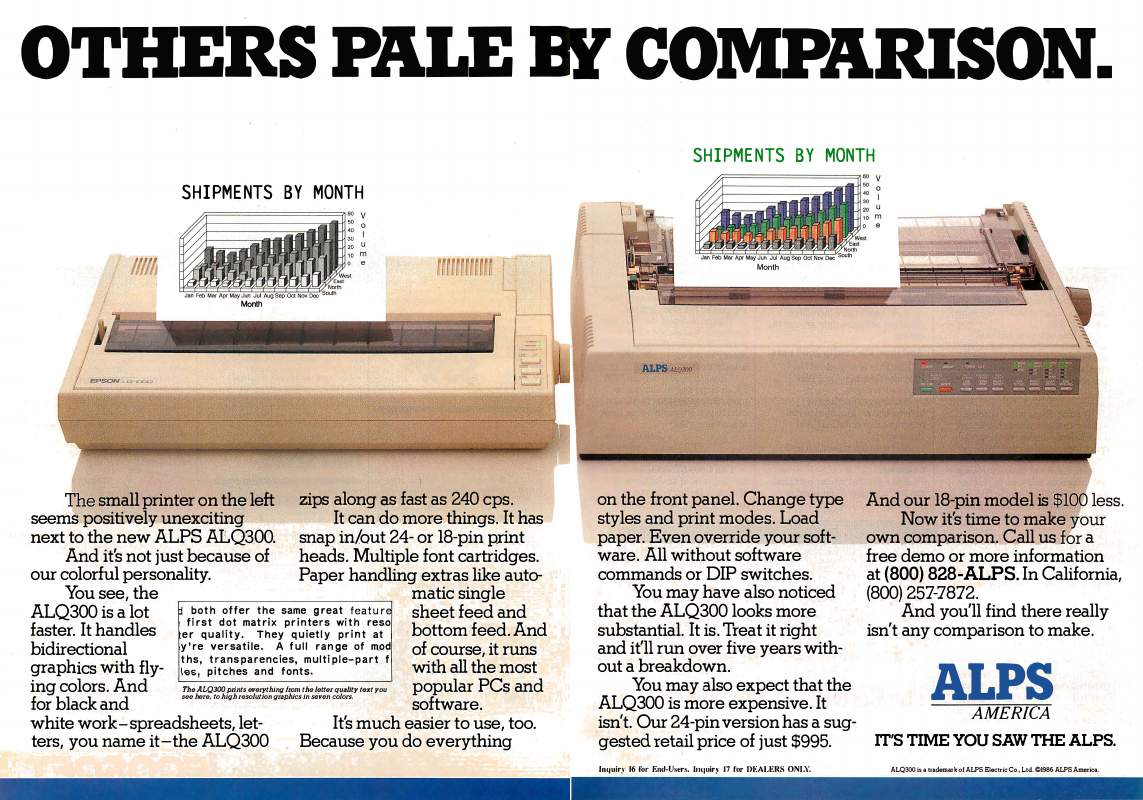 OTHERS PALE BY COMPARISON.
SHIPMENTS BY MONTH
60
50
40
30
20
10
0
Volume
West
East
North
South
Jan Feb Mar Apr May Jun Jul Aug Sep Oct Nov Dec
Month
EPSON
SHIPMENTS BY MONTH
60
50
40
30
20
10
0
Volume
West
East
North
South
Jan Feb Mar Apr May Jun Jul Aug Sep Oct Nov Dec
Month
ALPS ALQ300
The small printer on the left
seems positively unexciting
next to the new ALPS ALQ300.
And it's not just because of
our colorful personality.
You see, the
ALQ300 is a lot
faster. It handles
bidirectional
graphics with fly-
ing colors. And
for black and
white work–spreadsheets, let-
ters, you name it–the ALQ300
both offer the same great feature
first dot matrix printers with reso
er quality. They quietly print at
y're versatile. A full range of mod
ths, transparencies, multiple-part f
les, pitches and fonts.
The ALQ300 prints everything from the letter quality text you
see here, to high resolution graphics in seven colors.
zips along as fast as 240 cps.
It can do more things. It has
snap in/out 24- or 18-pin print
heads. Multiple font cartridges.
Paper handling extras like auto-
matic single
sheet feed and
bottom feed. And
of course, it runs
with all the most
popular PCs and
software.
It's much easier to use, too.
Because you do everything
on the front panel. Change type
styles and print modes. Load
paper. Even override your soft-
ware. All without software
commands or DIP switches.
You may have also noticed
that the ALQ300 looks more
substantial. It is. Treat it right
and it'll run over five years with-
out a breakdown.
You may also expect that the
ALQ300 is more expensive. It
isn't. Our 24-pin version has a sug-
gested retail price of just $995.
And our 18-pin model is $100 less.
Now it's time to make your
own comparison. Call us for a
free demo or more information
at (800) 828-ALPS. In California,
(800) 257-7872.
And you'll find there really
isn't any comparison to make.
ALPS
AMERICA
IT'S TIME YOU SAW THE ALPS.
Inquiry 16 for End-Users. Inquiry 17 for DEALERS ONLY.
ALQ300 is a trademark of ALPS Electric Co., Ltd. ©1986 ALPS America.